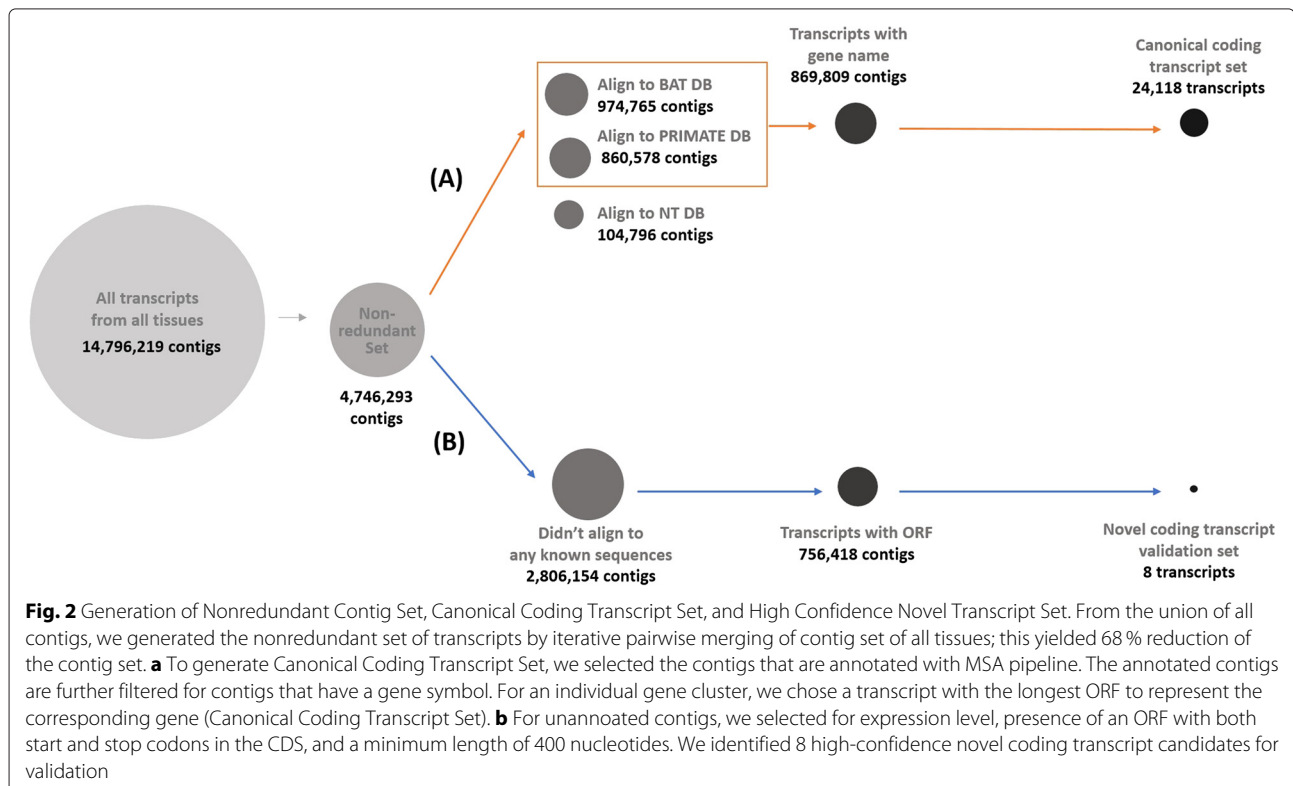 Transcripts with
gene name
869,809 contigs
Canonical coding
transcript set
24,118 transcripts
Align to BAT DB
974,765 contigs
Align to PRIMATE DB
860,578 contigs
(A)
Align to NT DB
104,796 contigs
All transcripts
from all tissues
14,796,219 contigs
Non-
redundant
Set
4,746,293
contigs
(B)
Didn't align to
any known sequences
2,806,154 contigs
Transcripts with ORF
756,418 contigs
Novel coding transcript
validation set
8 transcripts
Fig. 2 Generation of Nonredundant Contig Set, Canonical Coding Transcript Set, and High Confidence Novel Transcript Set. From the union of all
contigs, we generated the nonredundant set of transcripts by iterative pairwise merging of contig set of all tissues; this yielded 68 % reduction of
the contig set. a To generate Canonical Coding Transcript Set, we selected the contigs that are annotated with MSA pipeline. The annotated contigs
are further filtered for contigs that have a gene symbol. For an individual gene cluster, we chose a transcript with the longest ORF to represent the
corresponding gene (Canonical Coding Transcript Set). b For unannoated contigs, we selected for expression level, presence of an ORF with both
start and stop codons in the CDS, and a minimum length of 400 nucleotides. We identified 8 high-confidence novel coding transcript candidates for
validation